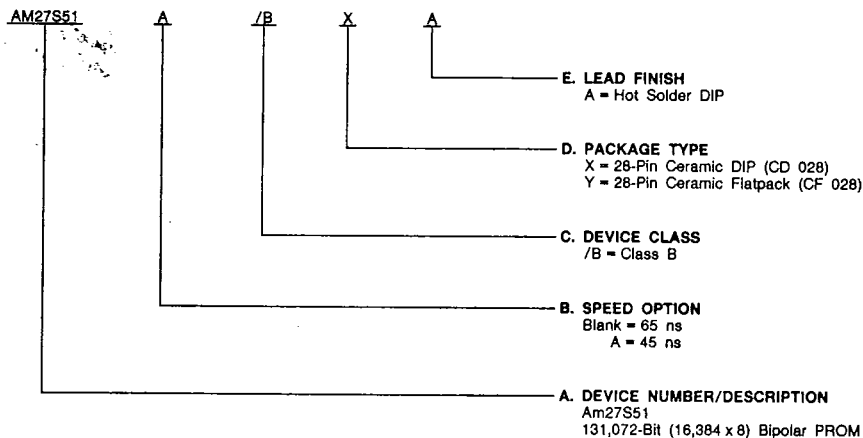 AM27S51 A /B X A
E. LEAD FINISH
A = Hot Solder DIP
D. PACKAGE TYPE
X = 28-Pin Ceramic DIP (CD 028)
Y = 28-Pin Ceramic Flatpack (CF 028)
C. DEVICE CLASS
/B = Class B
B. SPEED OPTION
Blank = 65 ns
A = 45 ns
A. DEVICE NUMBER/DESCRIPTION
Am27S51
131,072-Bit (16,384 x 8) Bipolar PROM